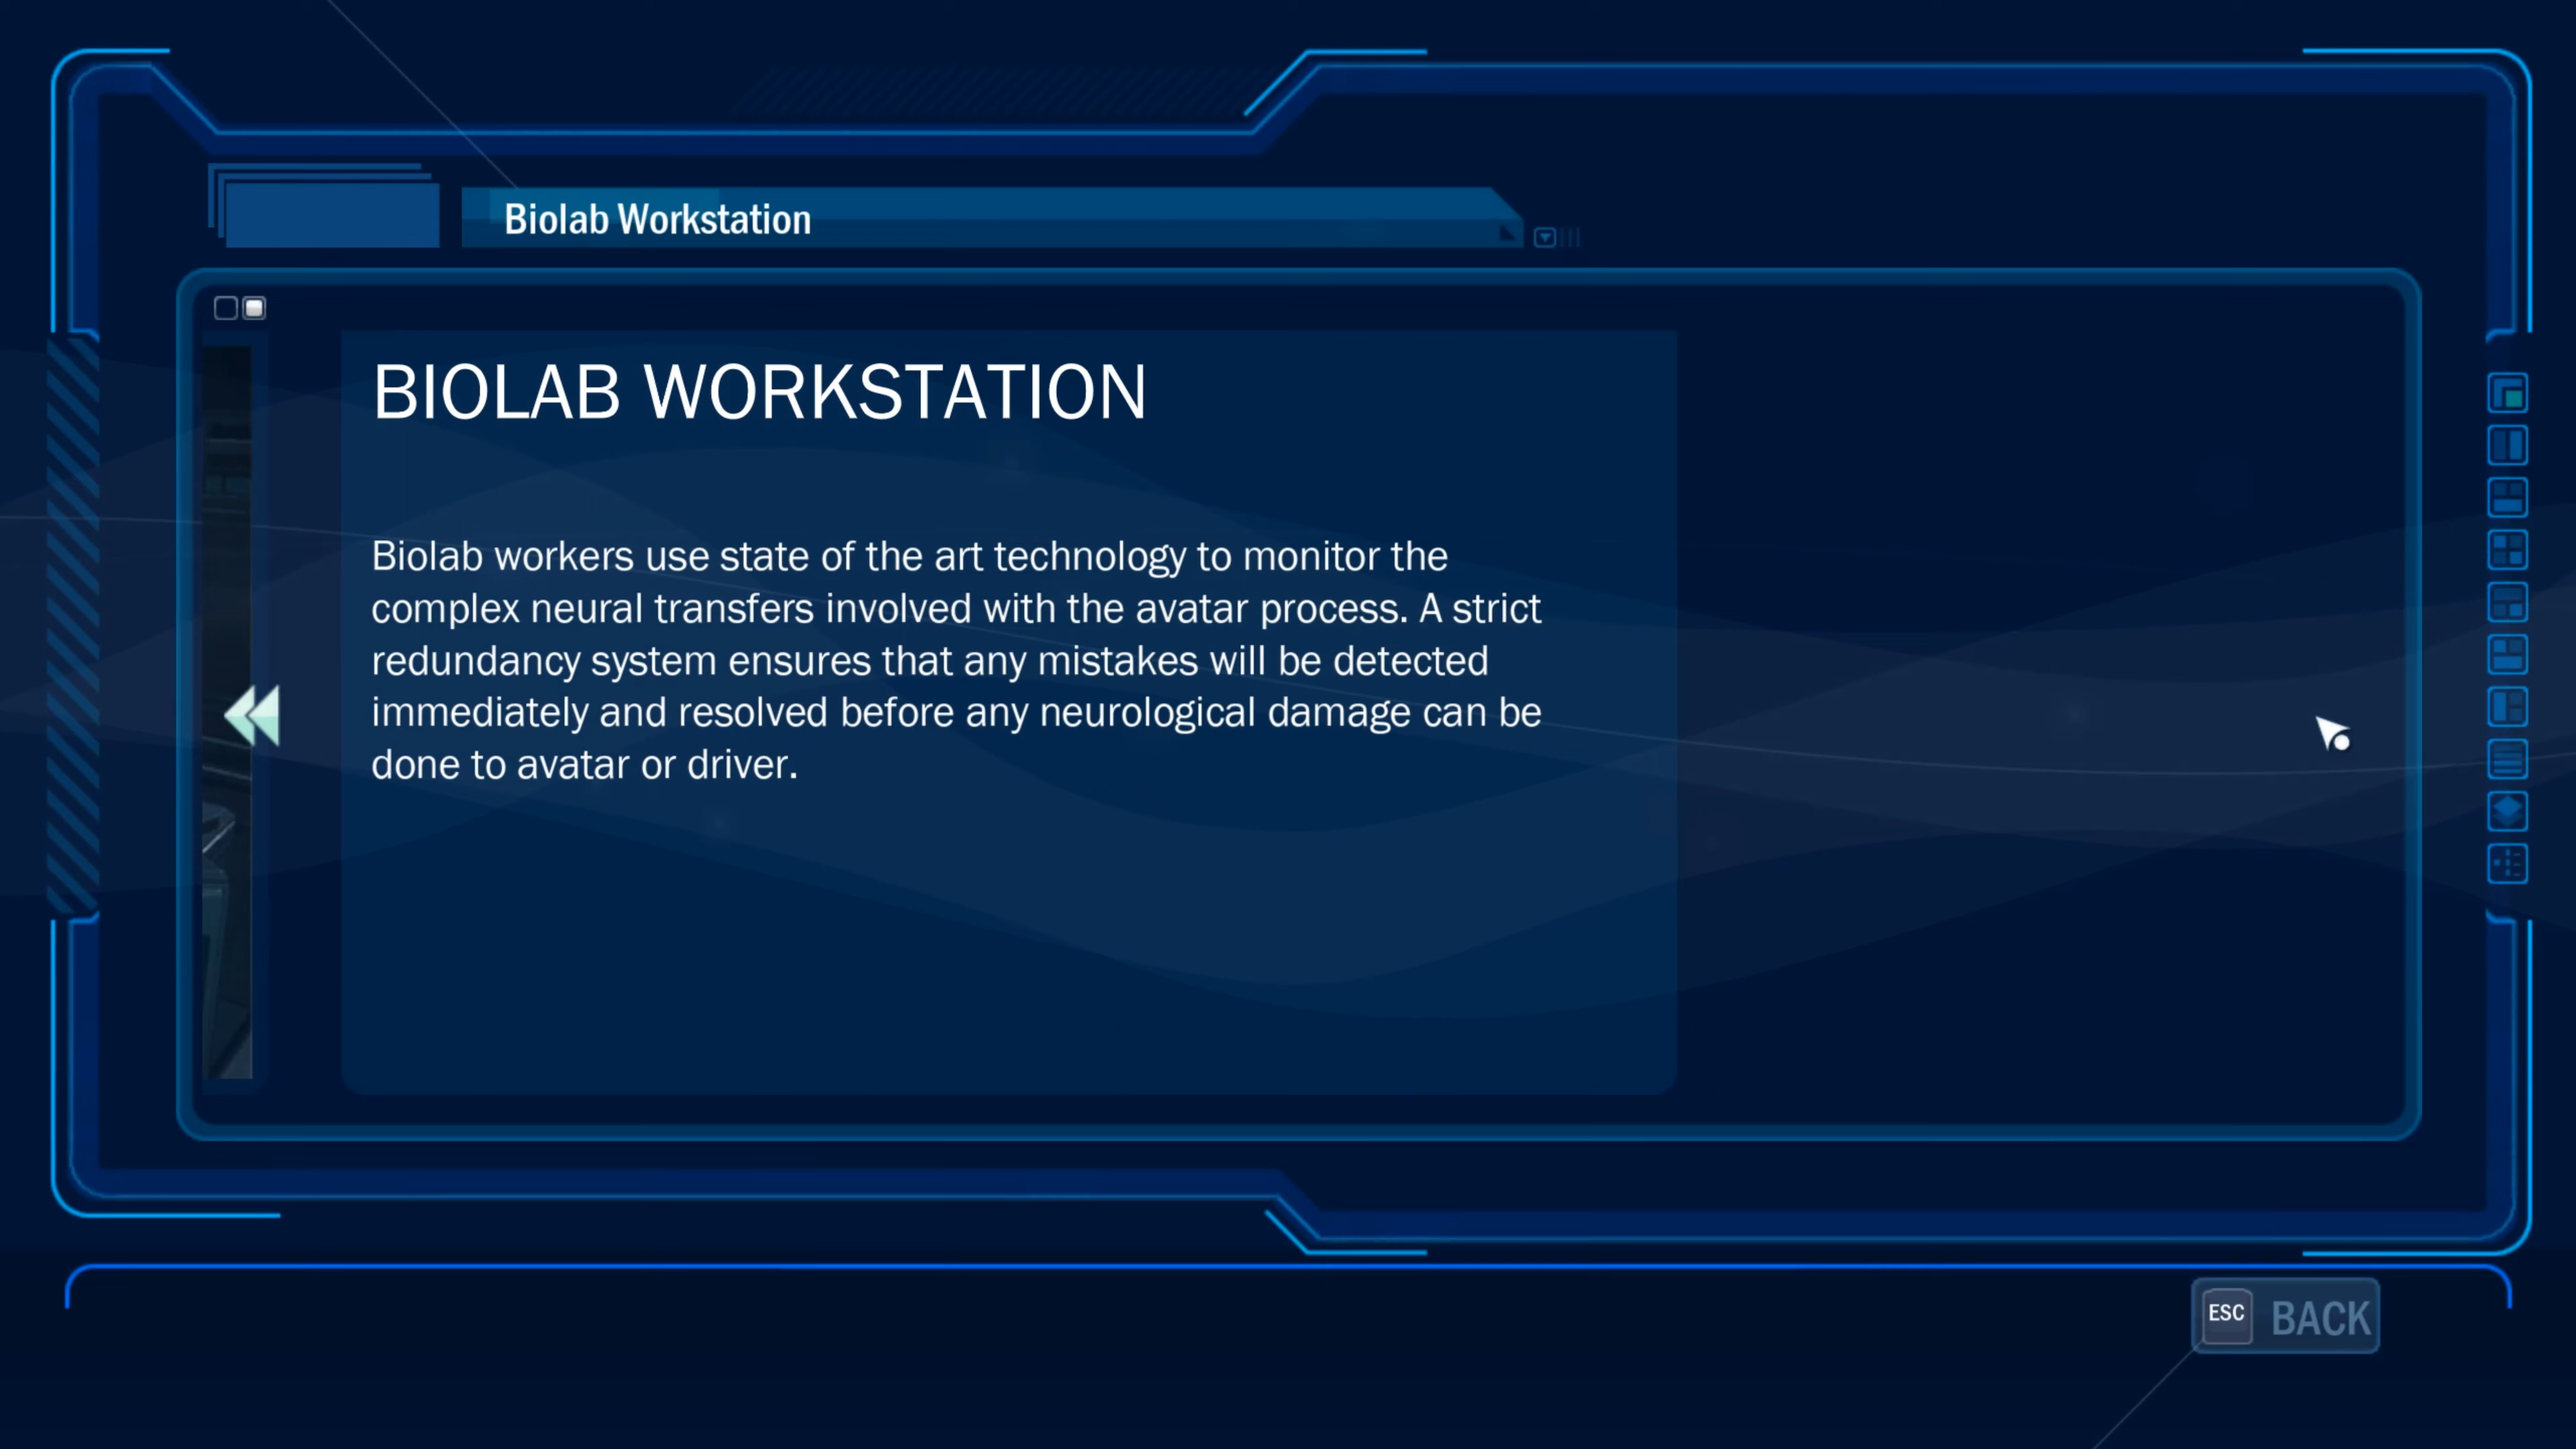 Biolab Workstation
BIOLAB WORKSTATION
Biolab workers use state of the art technology to monitor the
complex neural transfers involved with the avatar process. A strict
redundancy system ensures that any mistakes will be detected
immediately and resolved before any neurological damage can be
done to avatar or driver.
ESC BACK